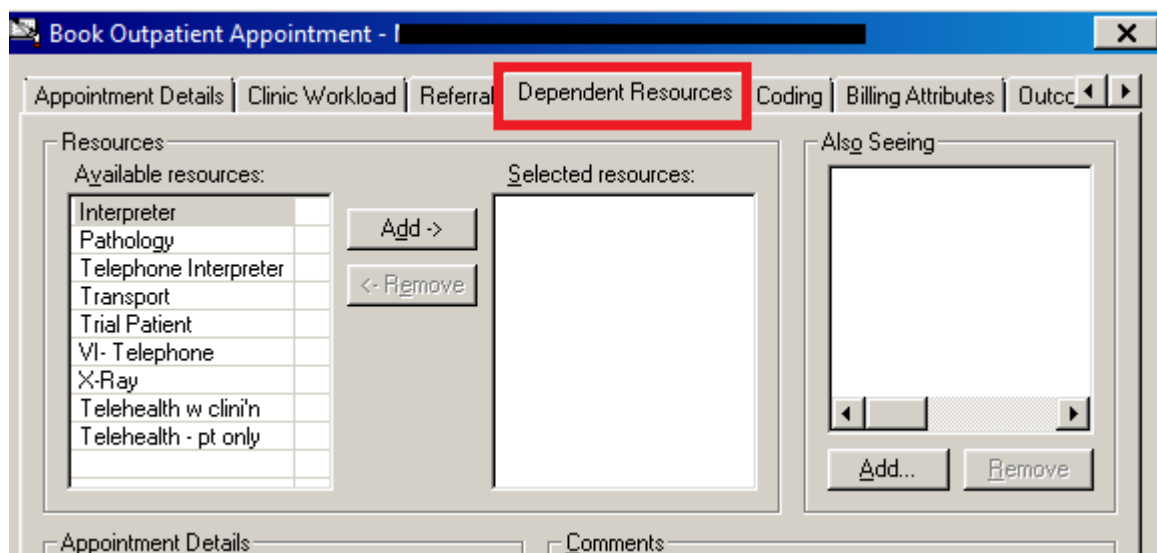 Book Outpatient Appointment -
Appointment Details Clinic Workload Referral Dependent Resources Coding Billing Attributes
Resources
Available resources:
Interpreter
Pathology
Telephone Interpreter
Transport
Trial Patient
VI- Telephone
X-Ray
Telehealth w clini'n
Telehealth - pt only
Add ->
<- Remove
Selected resources:
Also Seeing
Add... Remove
Appointment Details
Comments